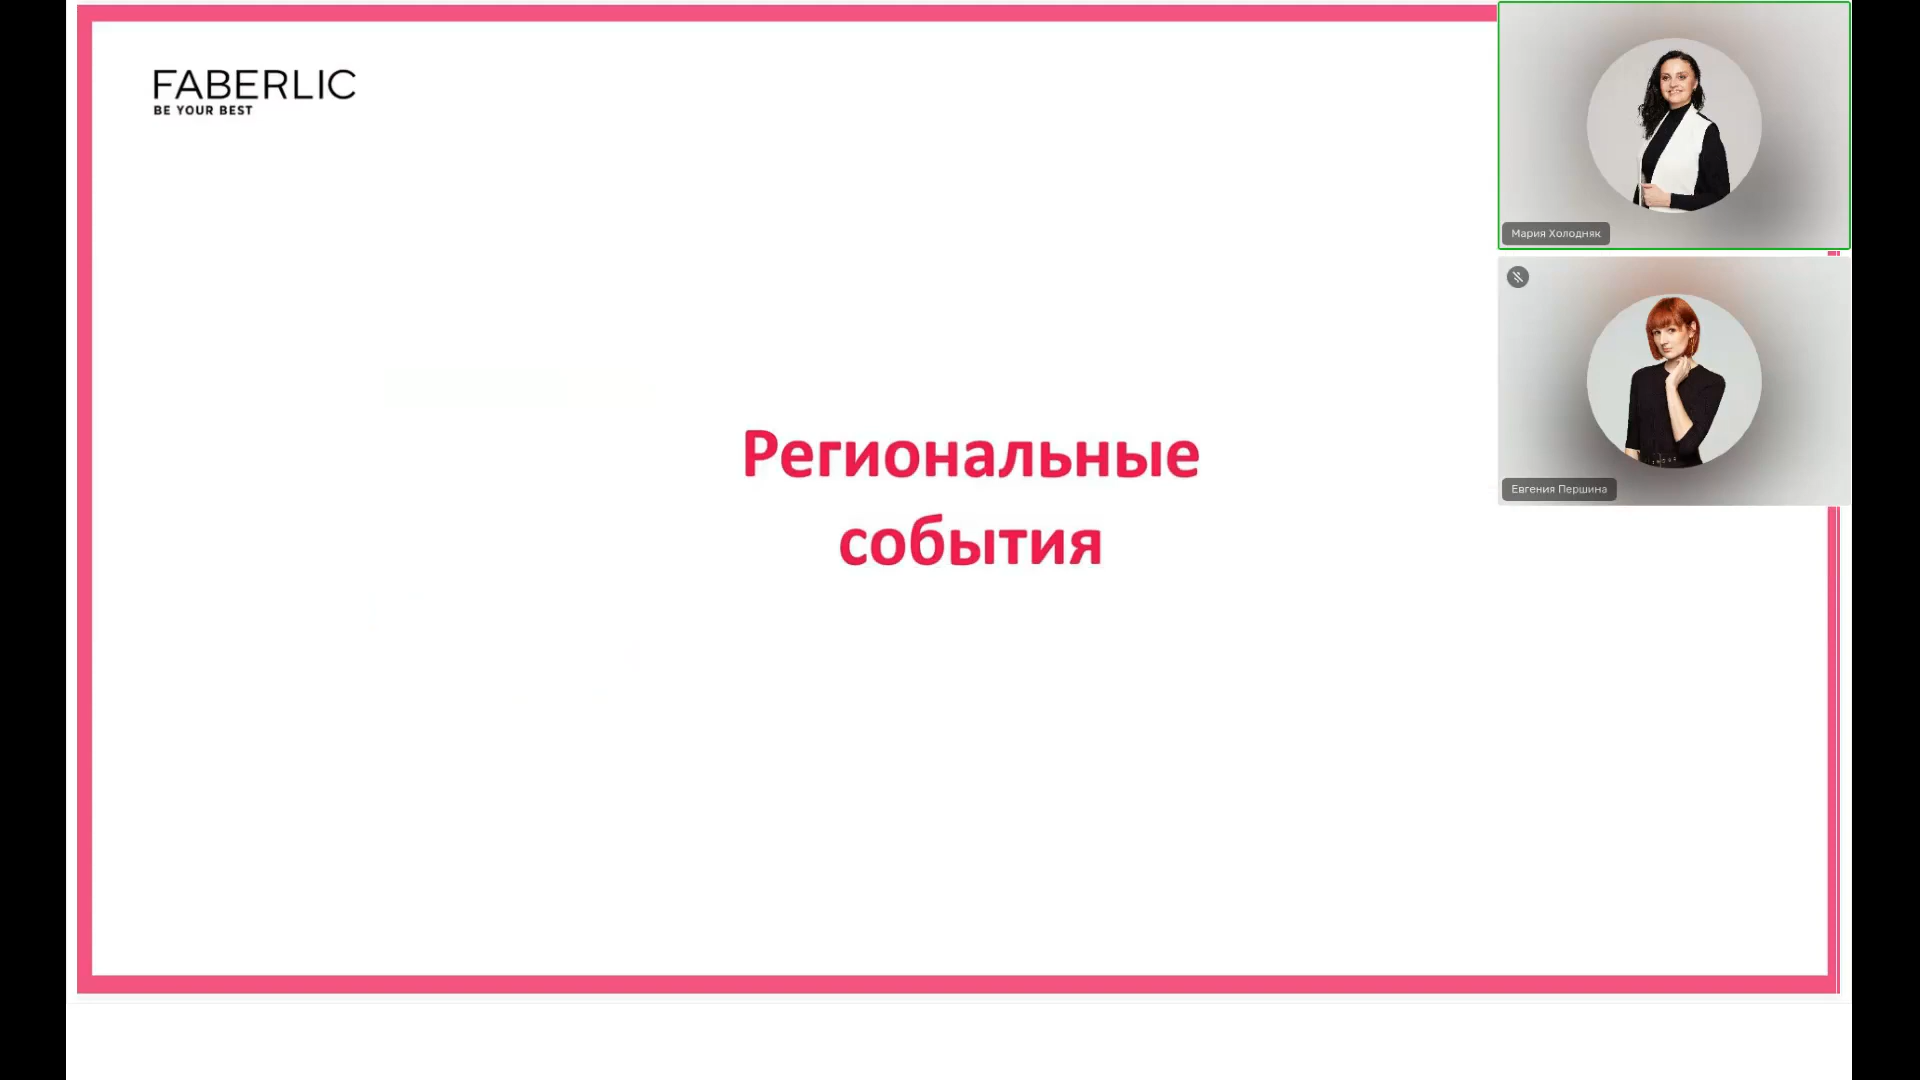 FABERLIC
BE YOUR BEST
Региональные
события
Мария Холодняк
Евгения Першина